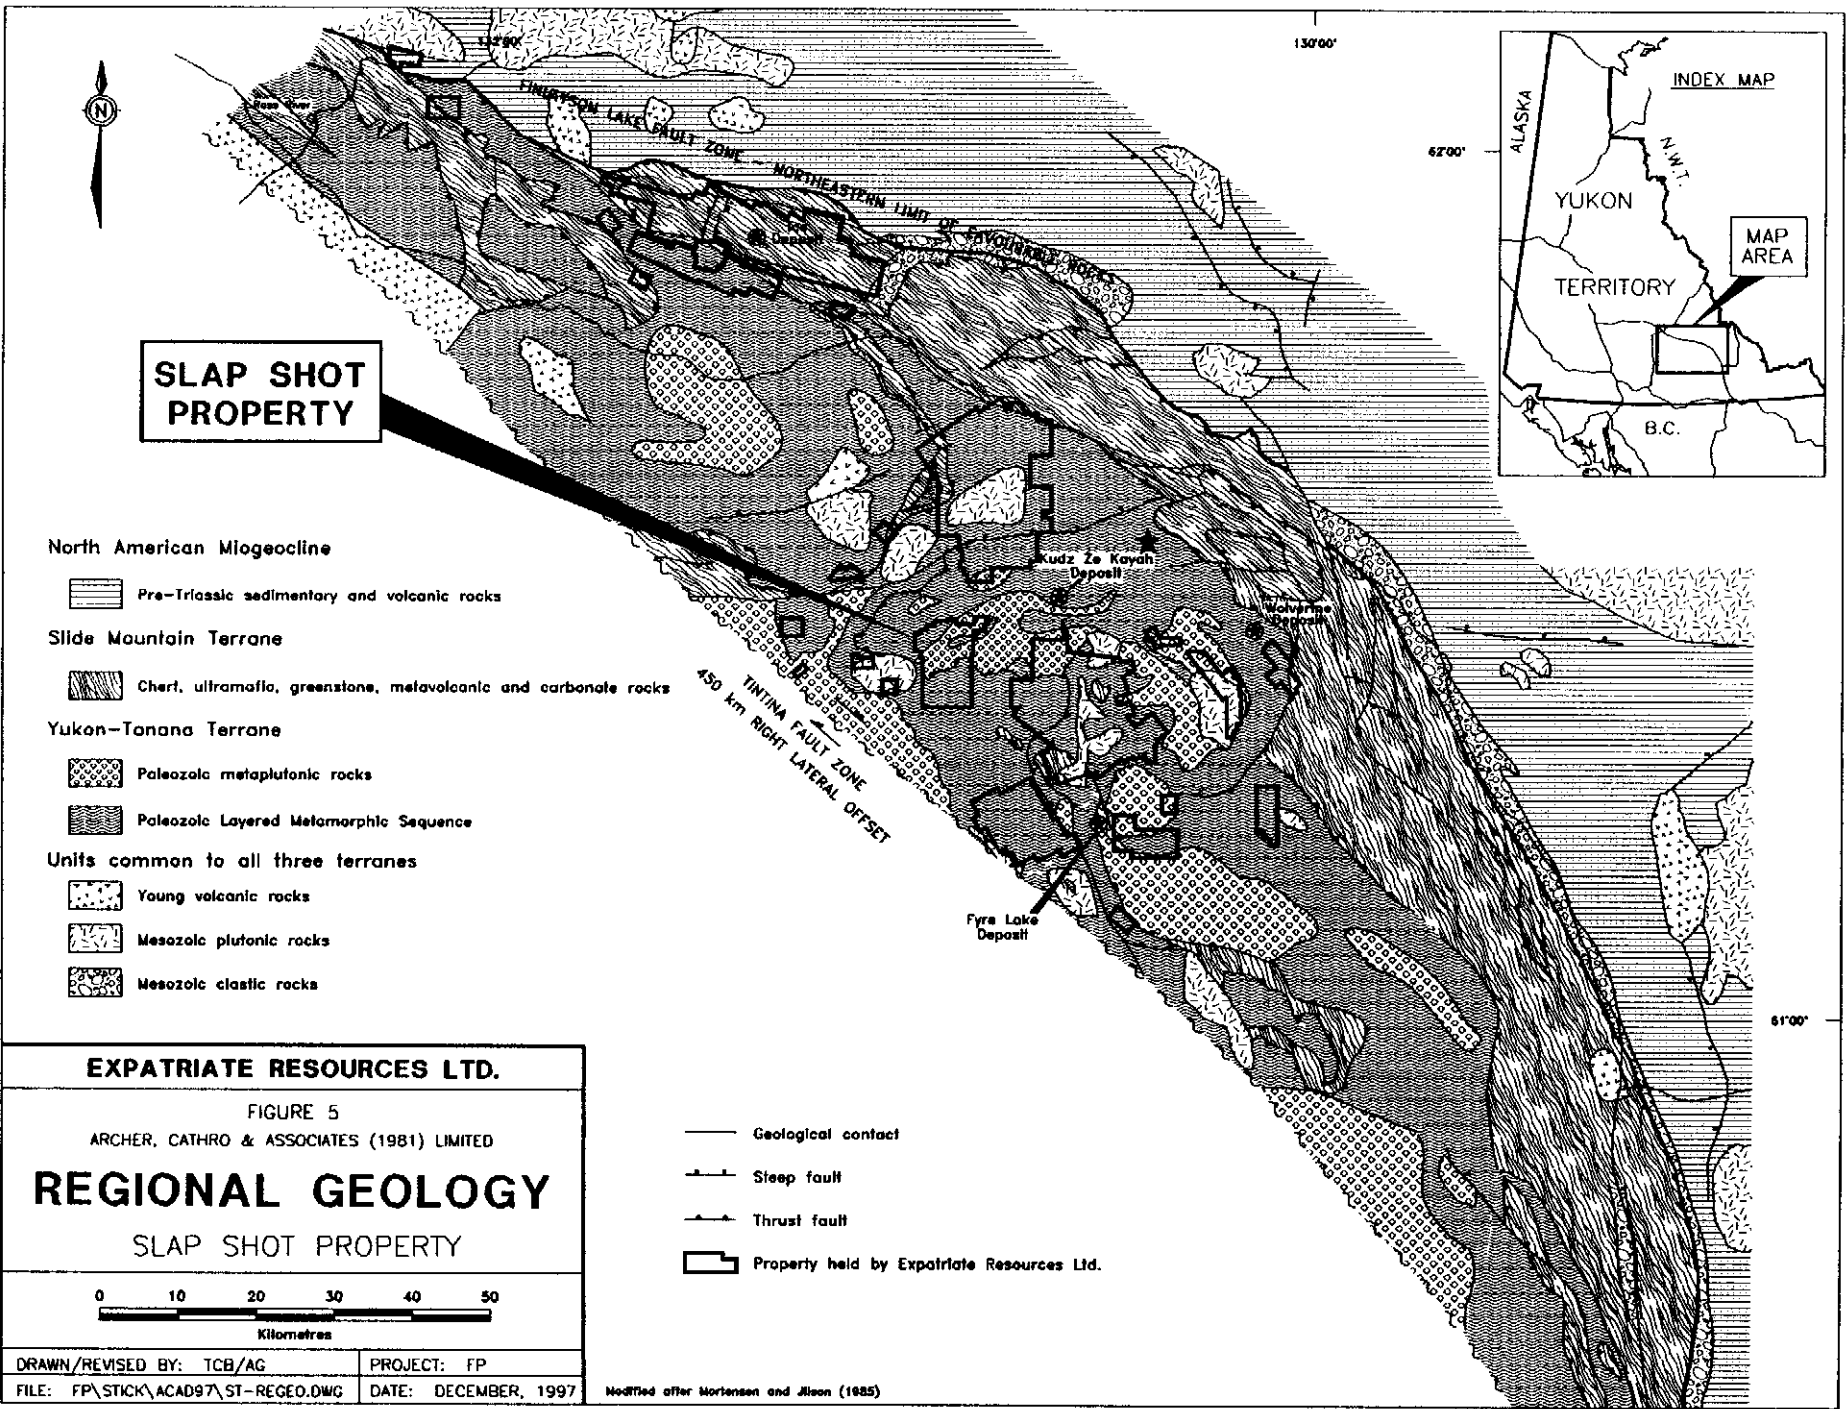 132°00'
130°00'
N
Ross River
FINLAYSON LAKE FAULT ZONE - NORTHEASTERN LIMIT OF FAVOURABLE ROCKS
Deposit
INDEX MAP
ALASKA
N.W.T.
YUKON
TERRITORY
MAP
AREA
B.C.
62°00'
SLAP SHOT
PROPERTY
Kudz Ze Kayah
Deposit
Wolverine
Deposit
TINTINA FAULT ZONE
450 km RIGHT LATERAL OFFSET
Fyre Lake
Deposit
61°00'
North American Miogeocline
Pre-Triassic sedimentary and volcanic rocks
Slide Mountain Terrane
Chert, ultramafic, greenstone, metavolcanic and carbonate rocks
Yukon-Tanana Terrane
Paleozoic metaplutonic rocks
Paleozoic Layered Metamorphic Sequence
Units common to all three terranes
Young volcanic rocks
Mesozoic plutonic rocks
Mesozoic clastic rocks
EXPATRIATE RESOURCES LTD.
FIGURE 5
ARCHER, CATHRO & ASSOCIATES (1981) LIMITED
REGIONAL GEOLOGY
SLAP SHOT PROPERTY
0 10 20 30 40 50
Kilometres
DRAWN/REVISED BY: TCB/AG
PROJECT: FP
FILE: FP\STICK\ACAD97\ST-REGEO.DWG
DATE: DECEMBER, 1997
Geological contact
Steep fault
Thrust fault
Property held by Expatriate Resources Ltd.
Modified after Mortensen and Jilson (1985)